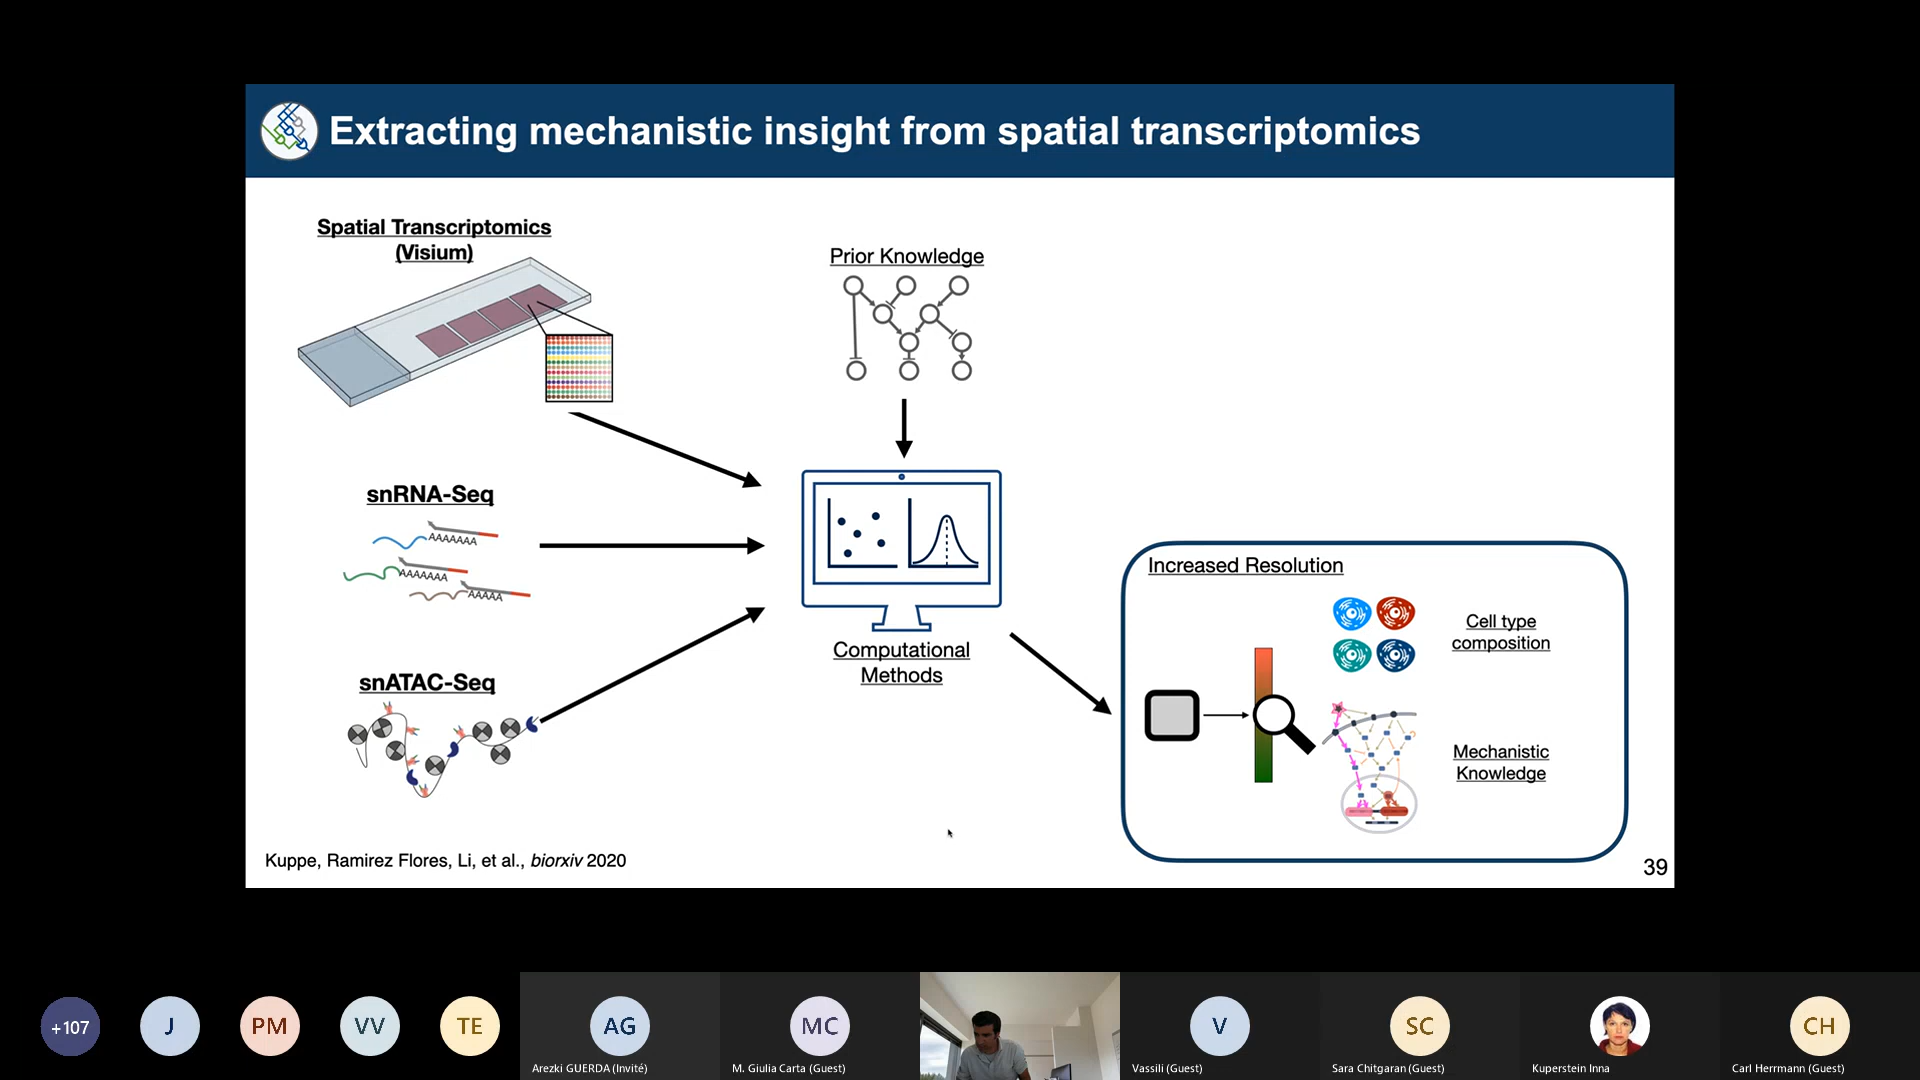 Extracting mechanistic insight from spatial transcriptomics
Spatial Transcriptomics
(Visium)
Prior Knowledge
snRNA-Seq
AAAAAAA
AAAAAAA
AAAAA
snATAC-Seq
Computational
Methods
Increased Resolution
Cell type
composition
Mechanistic
Knowledge
Kuppe, Ramirez Flores, Li, et al., biorxiv 2020
39
+107
J
PM
VV
TE
AG
Arezki GUERDA (Invité)
MC
M. Giulia Carta (Guest)
V
Vassili (Guest)
SC
Sara Chitgaran (Guest)
Kuperstein Inna
CH
Carl Herrmann (Guest)